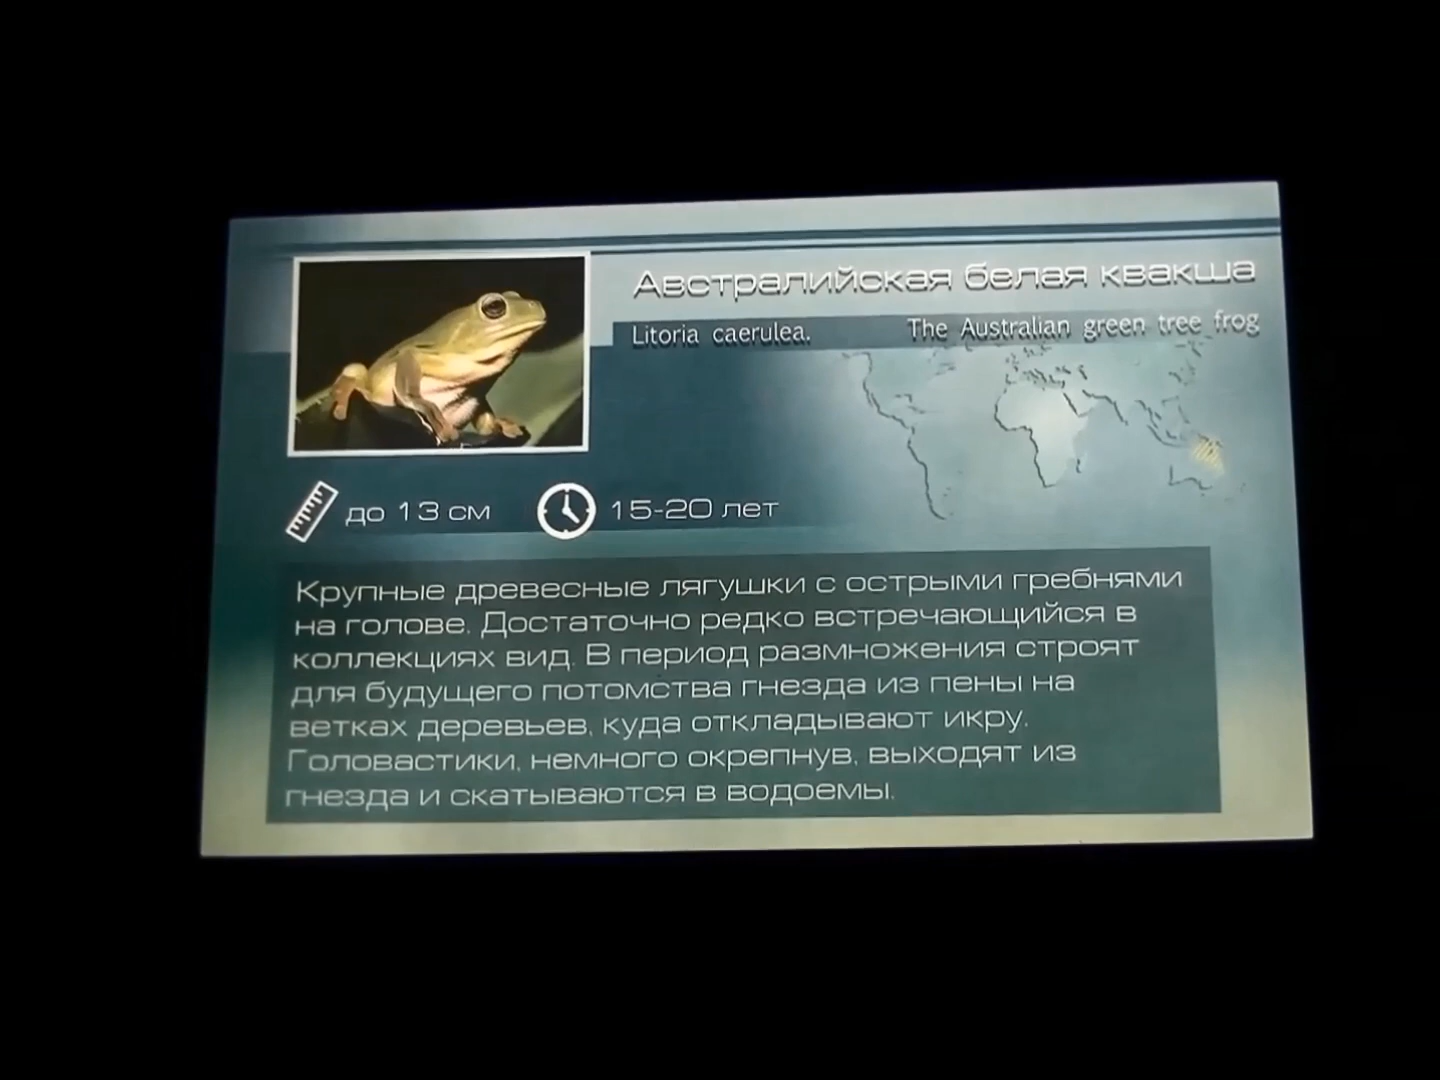 Австралийская белая квакша
Litoria caerulea. The Australian green tree frog
до 13 см 15-20 лет
Крупные древесные лягушки с острыми гребнями
на голове. Достаточно редко встречающийся в
коллекциях вид. В период размножения строят
для будущего потомства гнезда из пены на
ветках деревьев, куда откладывают икру.
Головастики, немного окрепнув, выходят из
гнезда и скатываются в водоемы.